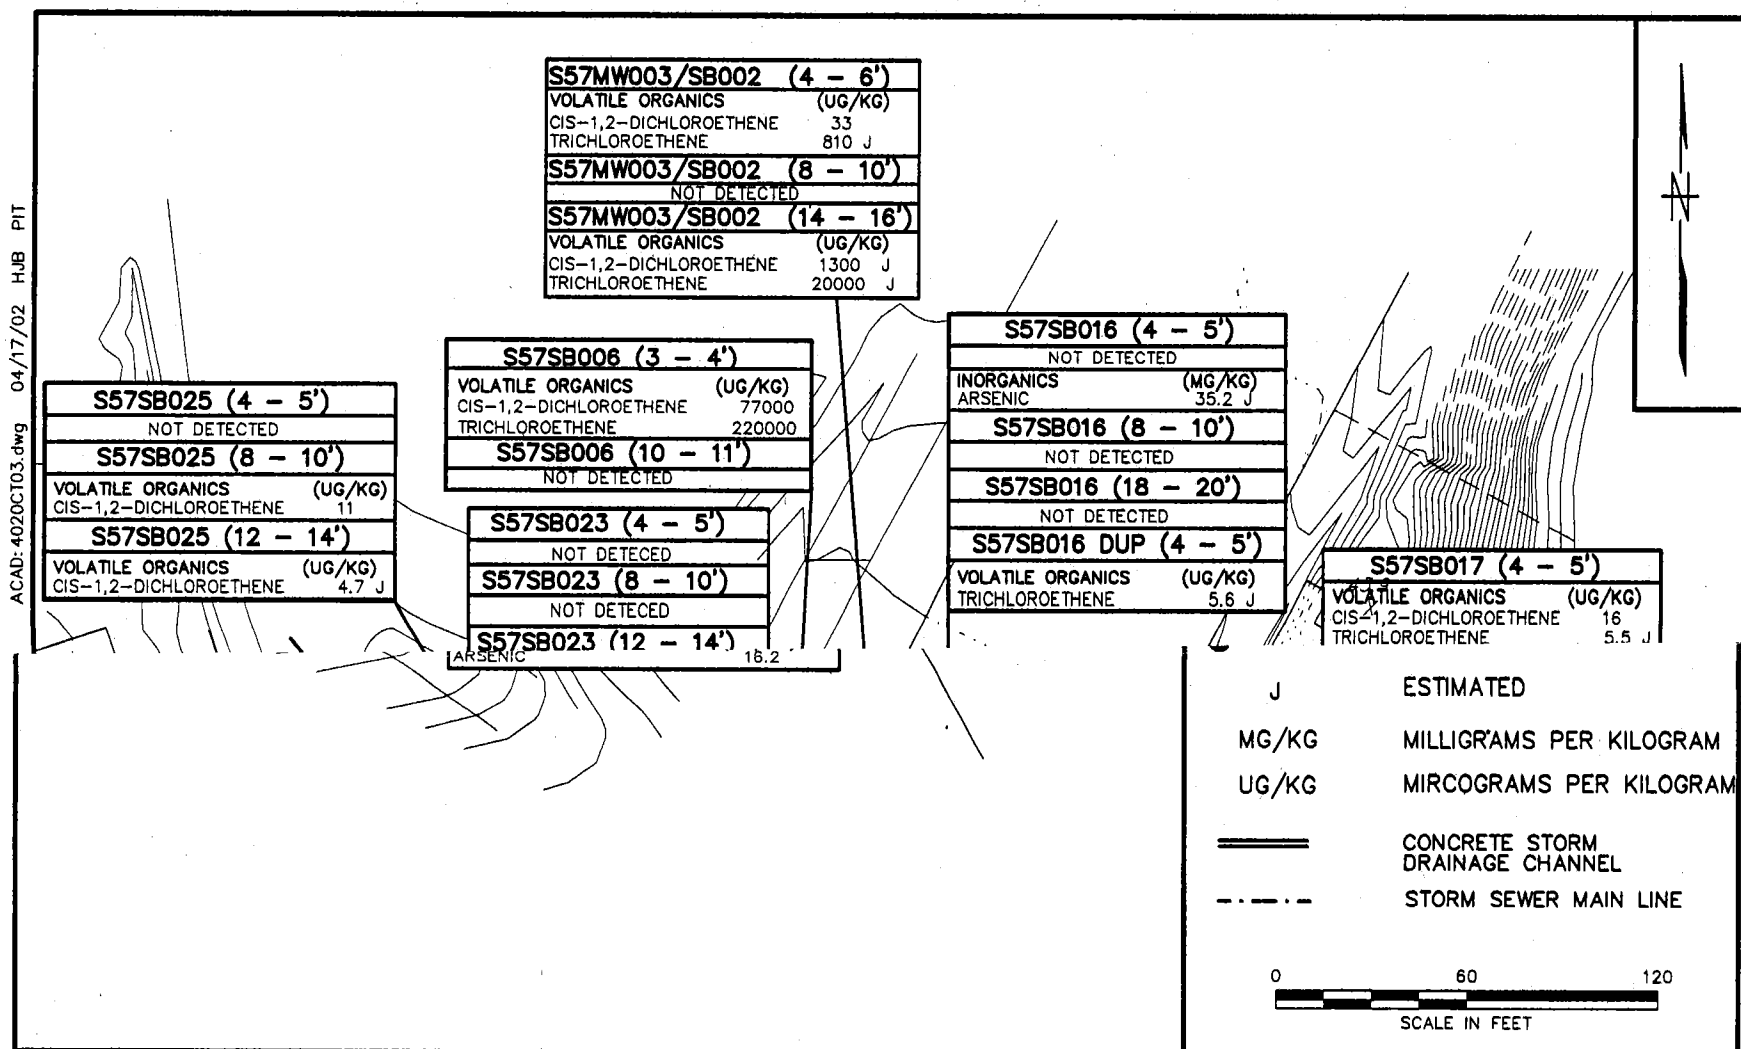 ACAD: 4020CT03.dwg 04/17/02 HJB PIT
S57MW003/SB002 (4 – 6')
VOLATILE ORGANICS (UG/KG)
CIS–1,2–DICHLOROETHENE 33
TRICHLOROETHENE 810 J
S57MW003/SB002 (8 – 10')
NOT DETECTED
S57MW003/SB002 (14 – 16')
VOLATILE ORGANICS (UG/KG)
CIS–1,2–DICHLOROETHENE 1300 J
TRICHLOROETHENE 20000 J
N
S57SB006 (3 – 4')
VOLATILE ORGANICS (UG/KG)
CIS–1,2–DICHLOROETHENE 77000
TRICHLOROETHENE 220000
S57SB006 (10 – 11')
NOT DETECTED
S57SB016 (4 – 5')
NOT DETECTED
INORGANICS (MG/KG)
ARSENIC 35.2 J
S57SB016 (8 – 10')
NOT DETECTED
S57SB016 (18 – 20')
NOT DETECTED
S57SB016 DUP (4 – 5')
VOLATILE ORGANICS (UG/KG)
TRICHLOROETHENE 5.6 J
S57SB025 (4 – 5')
NOT DETECTED
S57SB025 (8 – 10')
VOLATILE ORGANICS (UG/KG)
CIS–1,2–DICHLOROETHENE 11
S57SB025 (12 – 14')
VOLATILE ORGANICS (UG/KG)
CIS–1,2–DICHLOROETHENE 4.7 J
S57SB023 (4 – 5')
NOT DETECED
S57SB023 (8 – 10')
NOT DETECED
S57SB023 (12 – 14')
ARSENIC 16.2
S57SB017 (4 – 5')
VOLATILE ORGANICS (UG/KG)
CIS–1,2–DICHLOROETHENE 16
TRICHLOROETHENE 5.5 J
J ESTIMATED
MG/KG MILLIGRAMS PER KILOGRAM
UG/KG MIRCOGRAMS PER KILOGRAM
CONCRETE STORM
DRAINAGE CHANNEL
STORM SEWER MAIN LINE
0 60 120
SCALE IN FEET